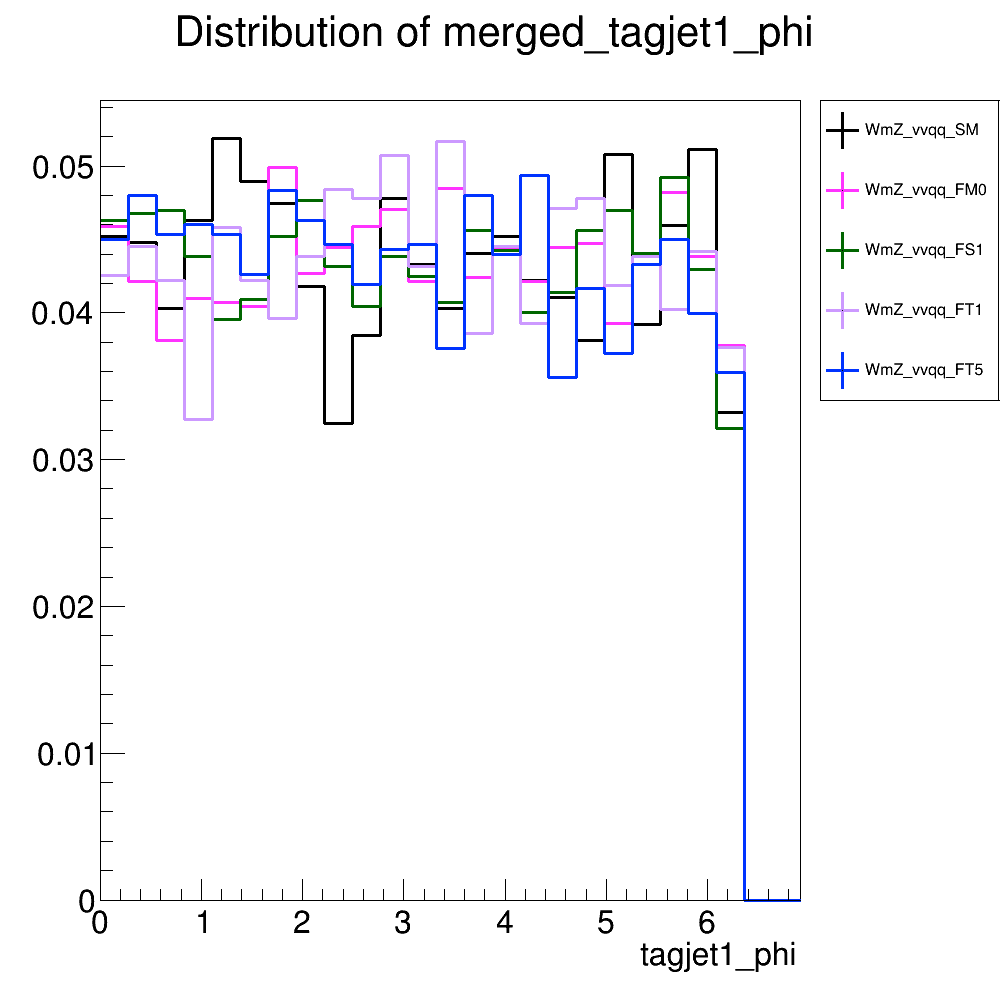 Distribution of merged_tagjet1_phi
0.05
0.04
0.03
0.02
0.01
0
0 1 2 3 4 5 6
tagjet1_phi
WmZ_vvqq_SM
WmZ_vvqq_FM0
WmZ_vvqq_FS1
WmZ_vvqq_FT1
WmZ_vvqq_FT5